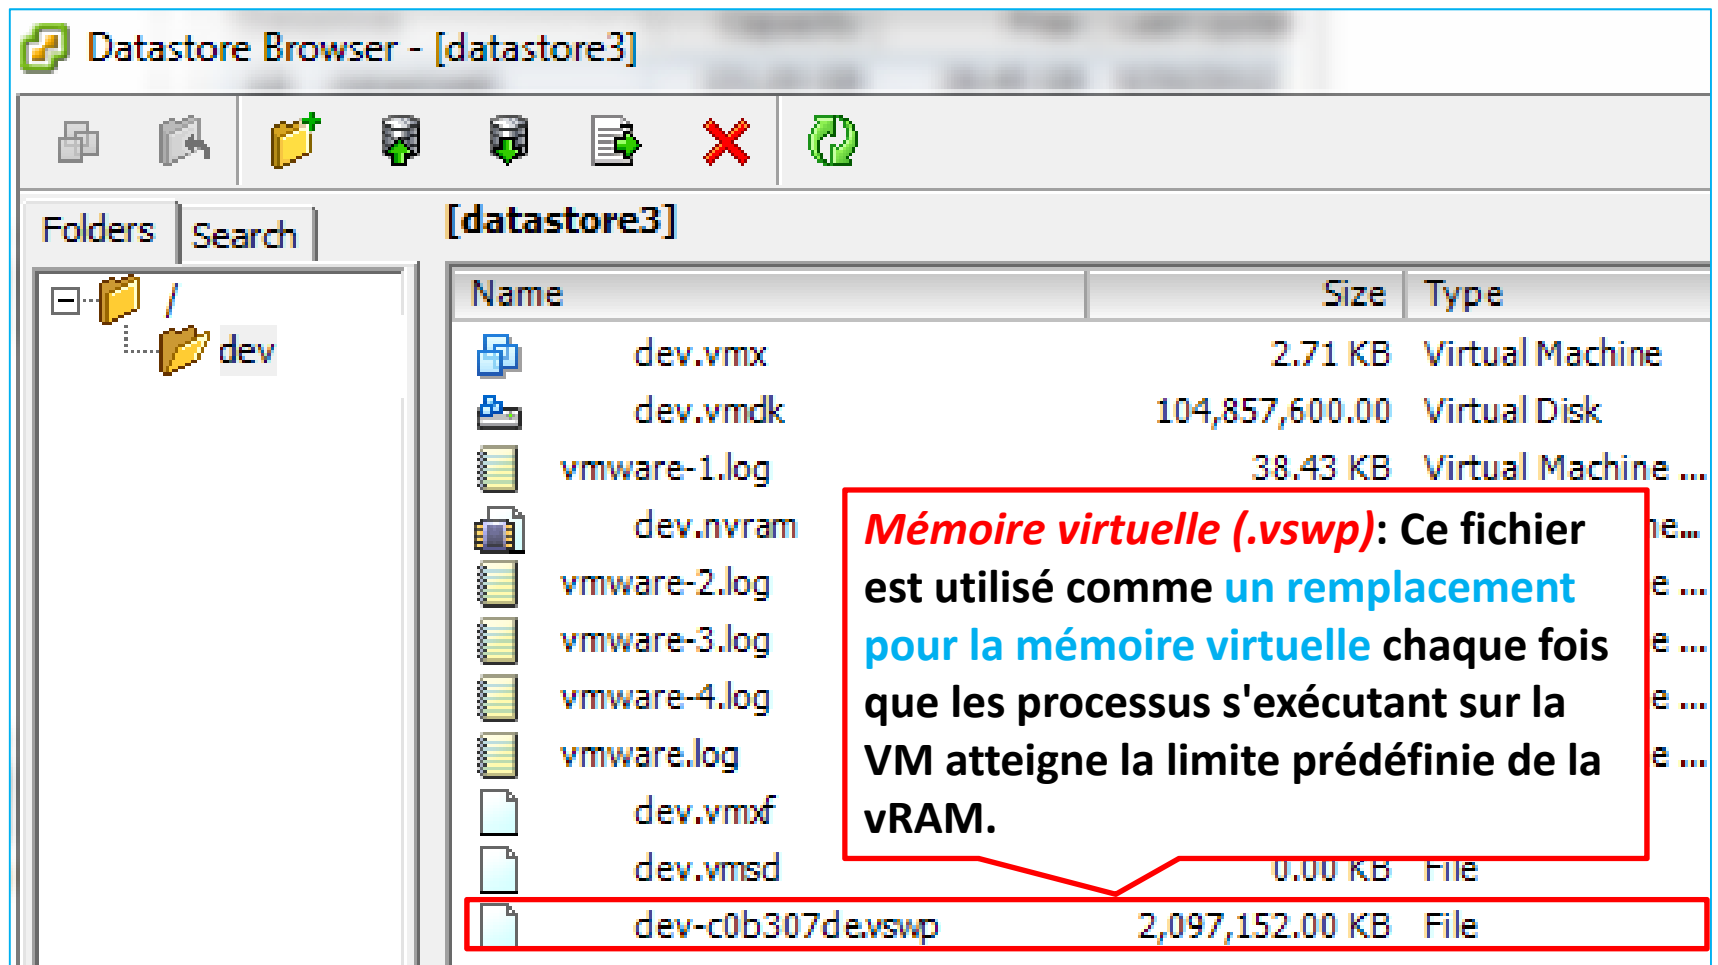 Datastore Browser - [datastore3]
Folders Search
[datastore3]
/
dev
Name Size Type
dev.vmx 2.71 KB Virtual Machine
dev.vmdk 104,857,600.00 Virtual Disk
vmware-1.log 38.43 KB Virtual Machine ...
dev.nvram
vmware-2.log
vmware-3.log
vmware-4.log
vmware.log
dev.vmxf
dev.vmsd 0.00 KB File
dev-c0b307de.vswp 2,097,152.00 KB File
Mémoire virtuelle (.vswp): Ce fichier
est utilisé comme un remplacement
pour la mémoire virtuelle chaque fois
que les processus s'exécutant sur la
VM atteigne la limite prédéfinie de la
vRAM.